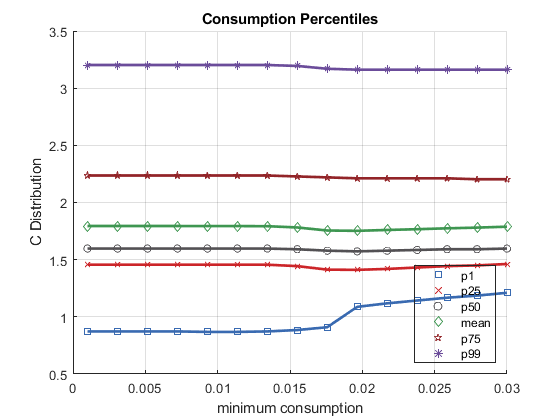 Consumption Percentiles
3.5
3
2.5
2
1.5
1
0.5
C Distribution
p1
p25
p50
mean
p75
p99
0 0.005 0.01 0.015 0.02 0.025 0.03
minimum consumption